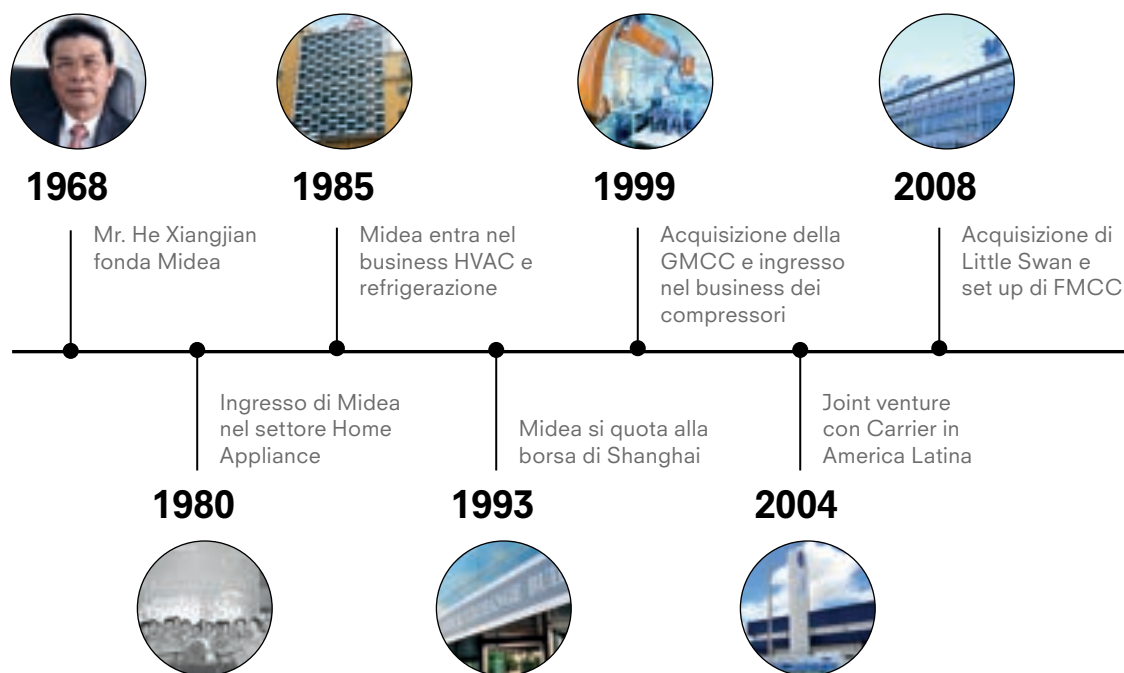 1968
Mr. He Xiangjian
fonda Midea
1980
Ingresso di Midea
nel settore Home
Appliance
1985
Midea entra nel
business HVAC e
refrigerazione
1993
Midea si quota alla
borsa di Shanghai
1999
Acquisizione della
GMCC e ingresso
nel business dei
compressori
2004
Joint venture
con Carrier in
America Latina
2008
Acquisizione di
Little Swan e
set up di FMCC